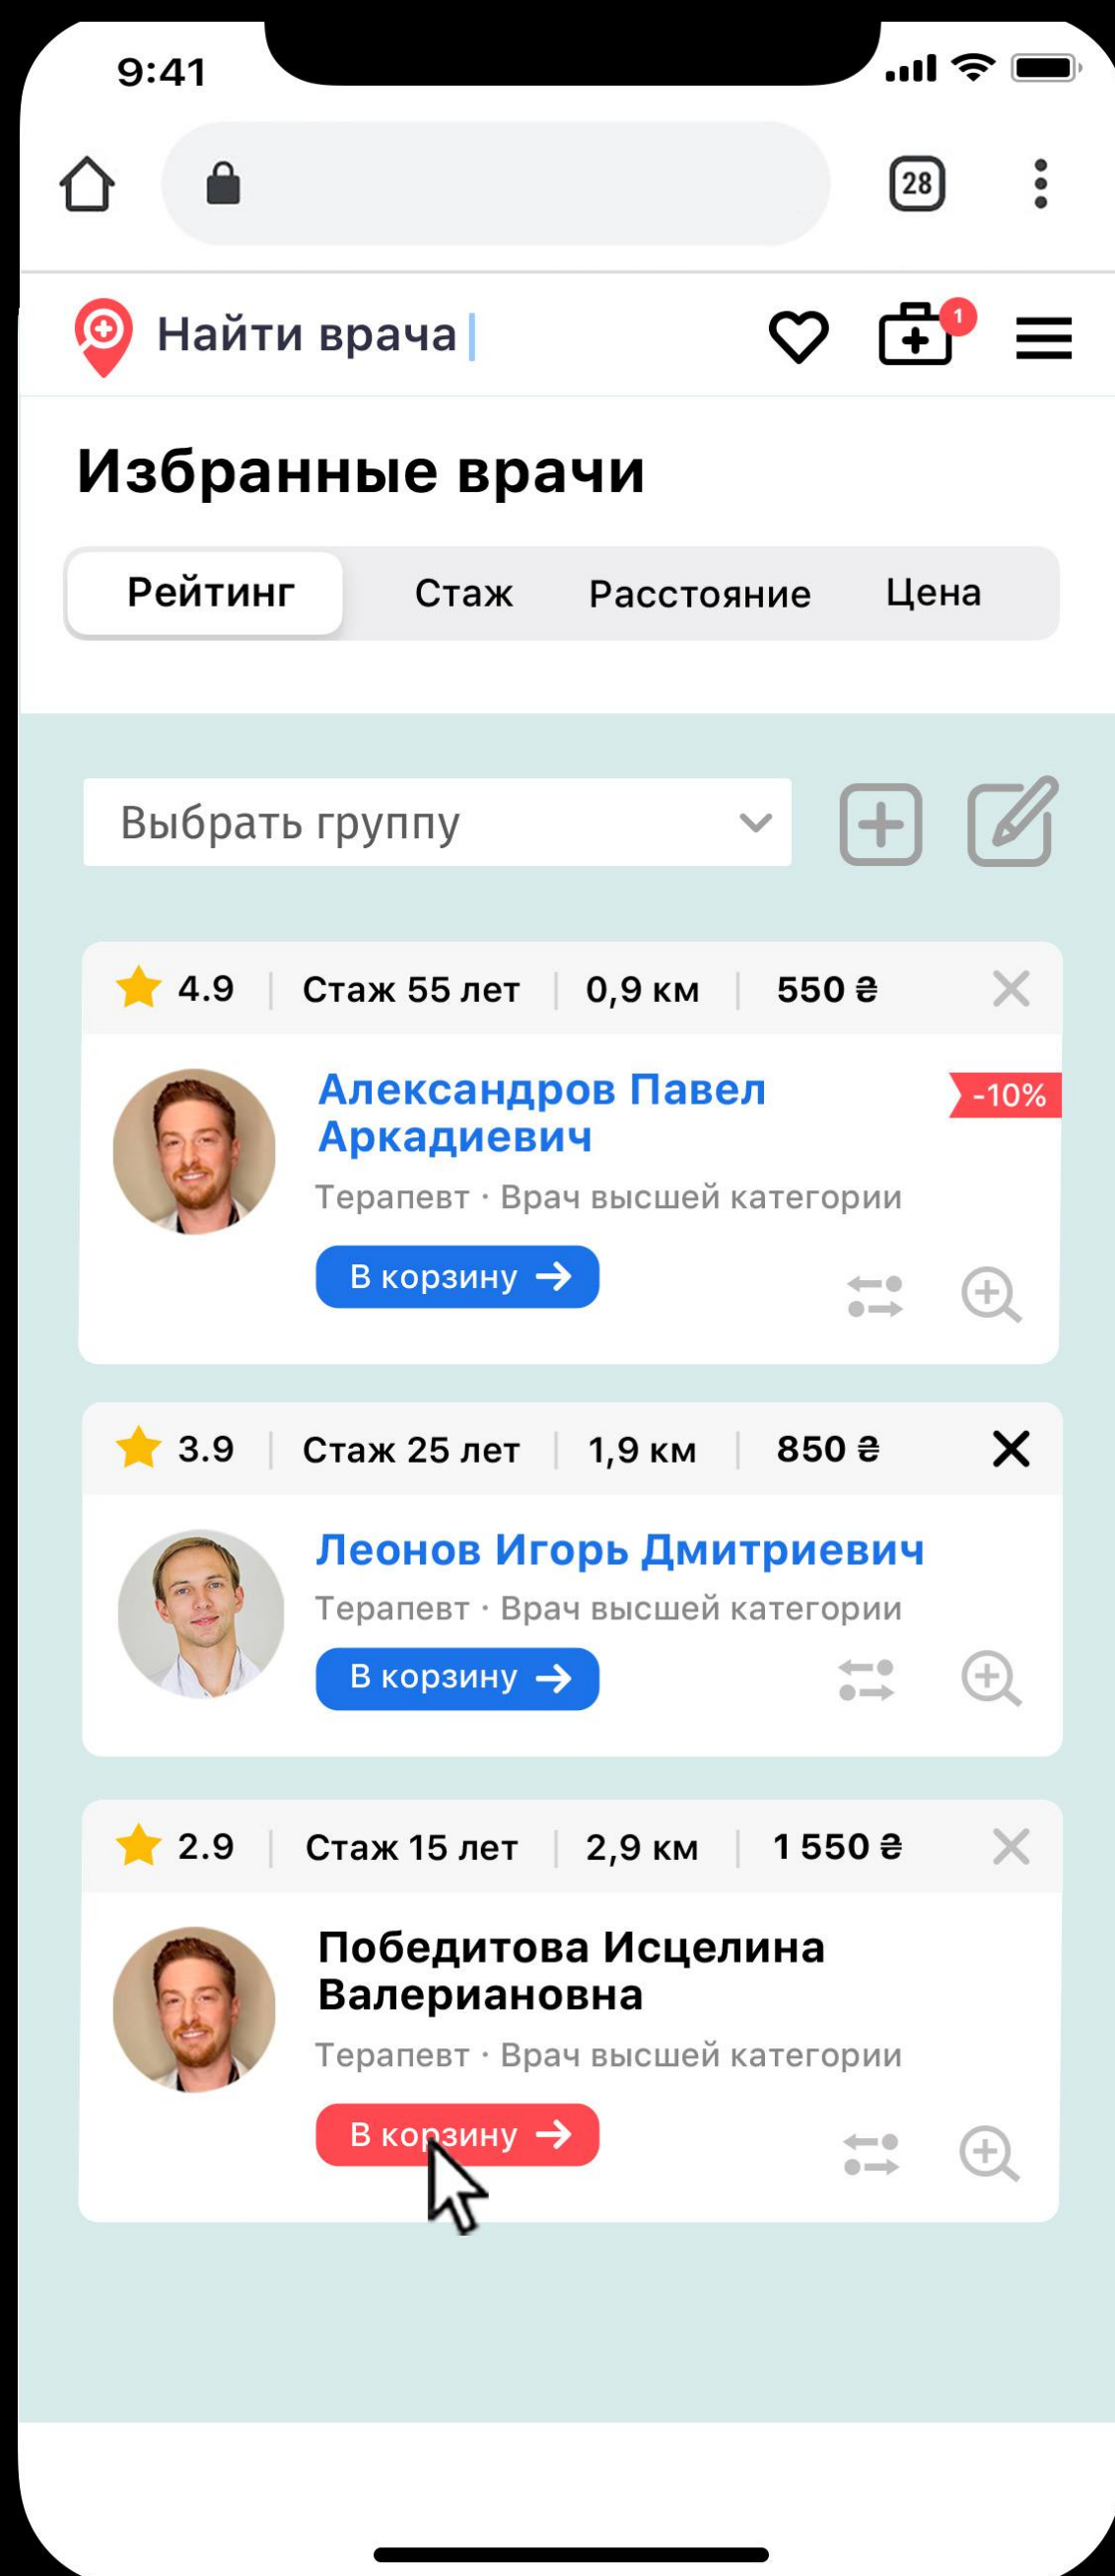 9:41
28
Найти врача
1
Избранные врачи
Рейтинг Стаж Расстояние Цена
Выбрать группу
4.9 | Стаж 55 лет | 0,9 км | 550 ₴
Александров Павел
Аркадиевич
-10%
Терапевт · Врач высшей категории
В корзину →
3.9 | Стаж 25 лет | 1,9 км | 850 ₴
Леонов Игорь Дмитриевич
Терапевт · Врач высшей категории
В корзину →
2.9 | Стаж 15 лет | 2,9 км | 1 550 ₴
Победитова Исцелина
Валериановна
Терапевт · Врач высшей категории
В корзину →